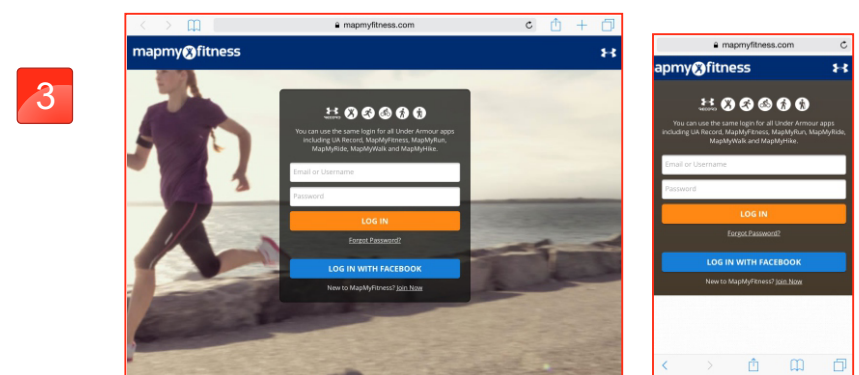 3
mapmyfitness.com
mapmyfitness
RECORD
You can use the same login for all Under Armour apps
including UA Record, MapMyFitness, MapMyRun,
MapMyRide, MapMyWalk and MapMyHike.
Email or Username
Password
LOG IN
Forgot Password?
LOG IN WITH FACEBOOK
New to MapMyFitness? Join Now
mapmyfitness.com
apmyfitness
RECORD
You can use the same login for all Under Armour apps
including UA Record, MapMyFitness, MapMyRun, MapMyRide,
MapMyWalk and MapMyHike.
Email or Username
Password
LOG IN
Forgot Password?
LOG IN WITH FACEBOOK
New to MapMyFitness? Join Now